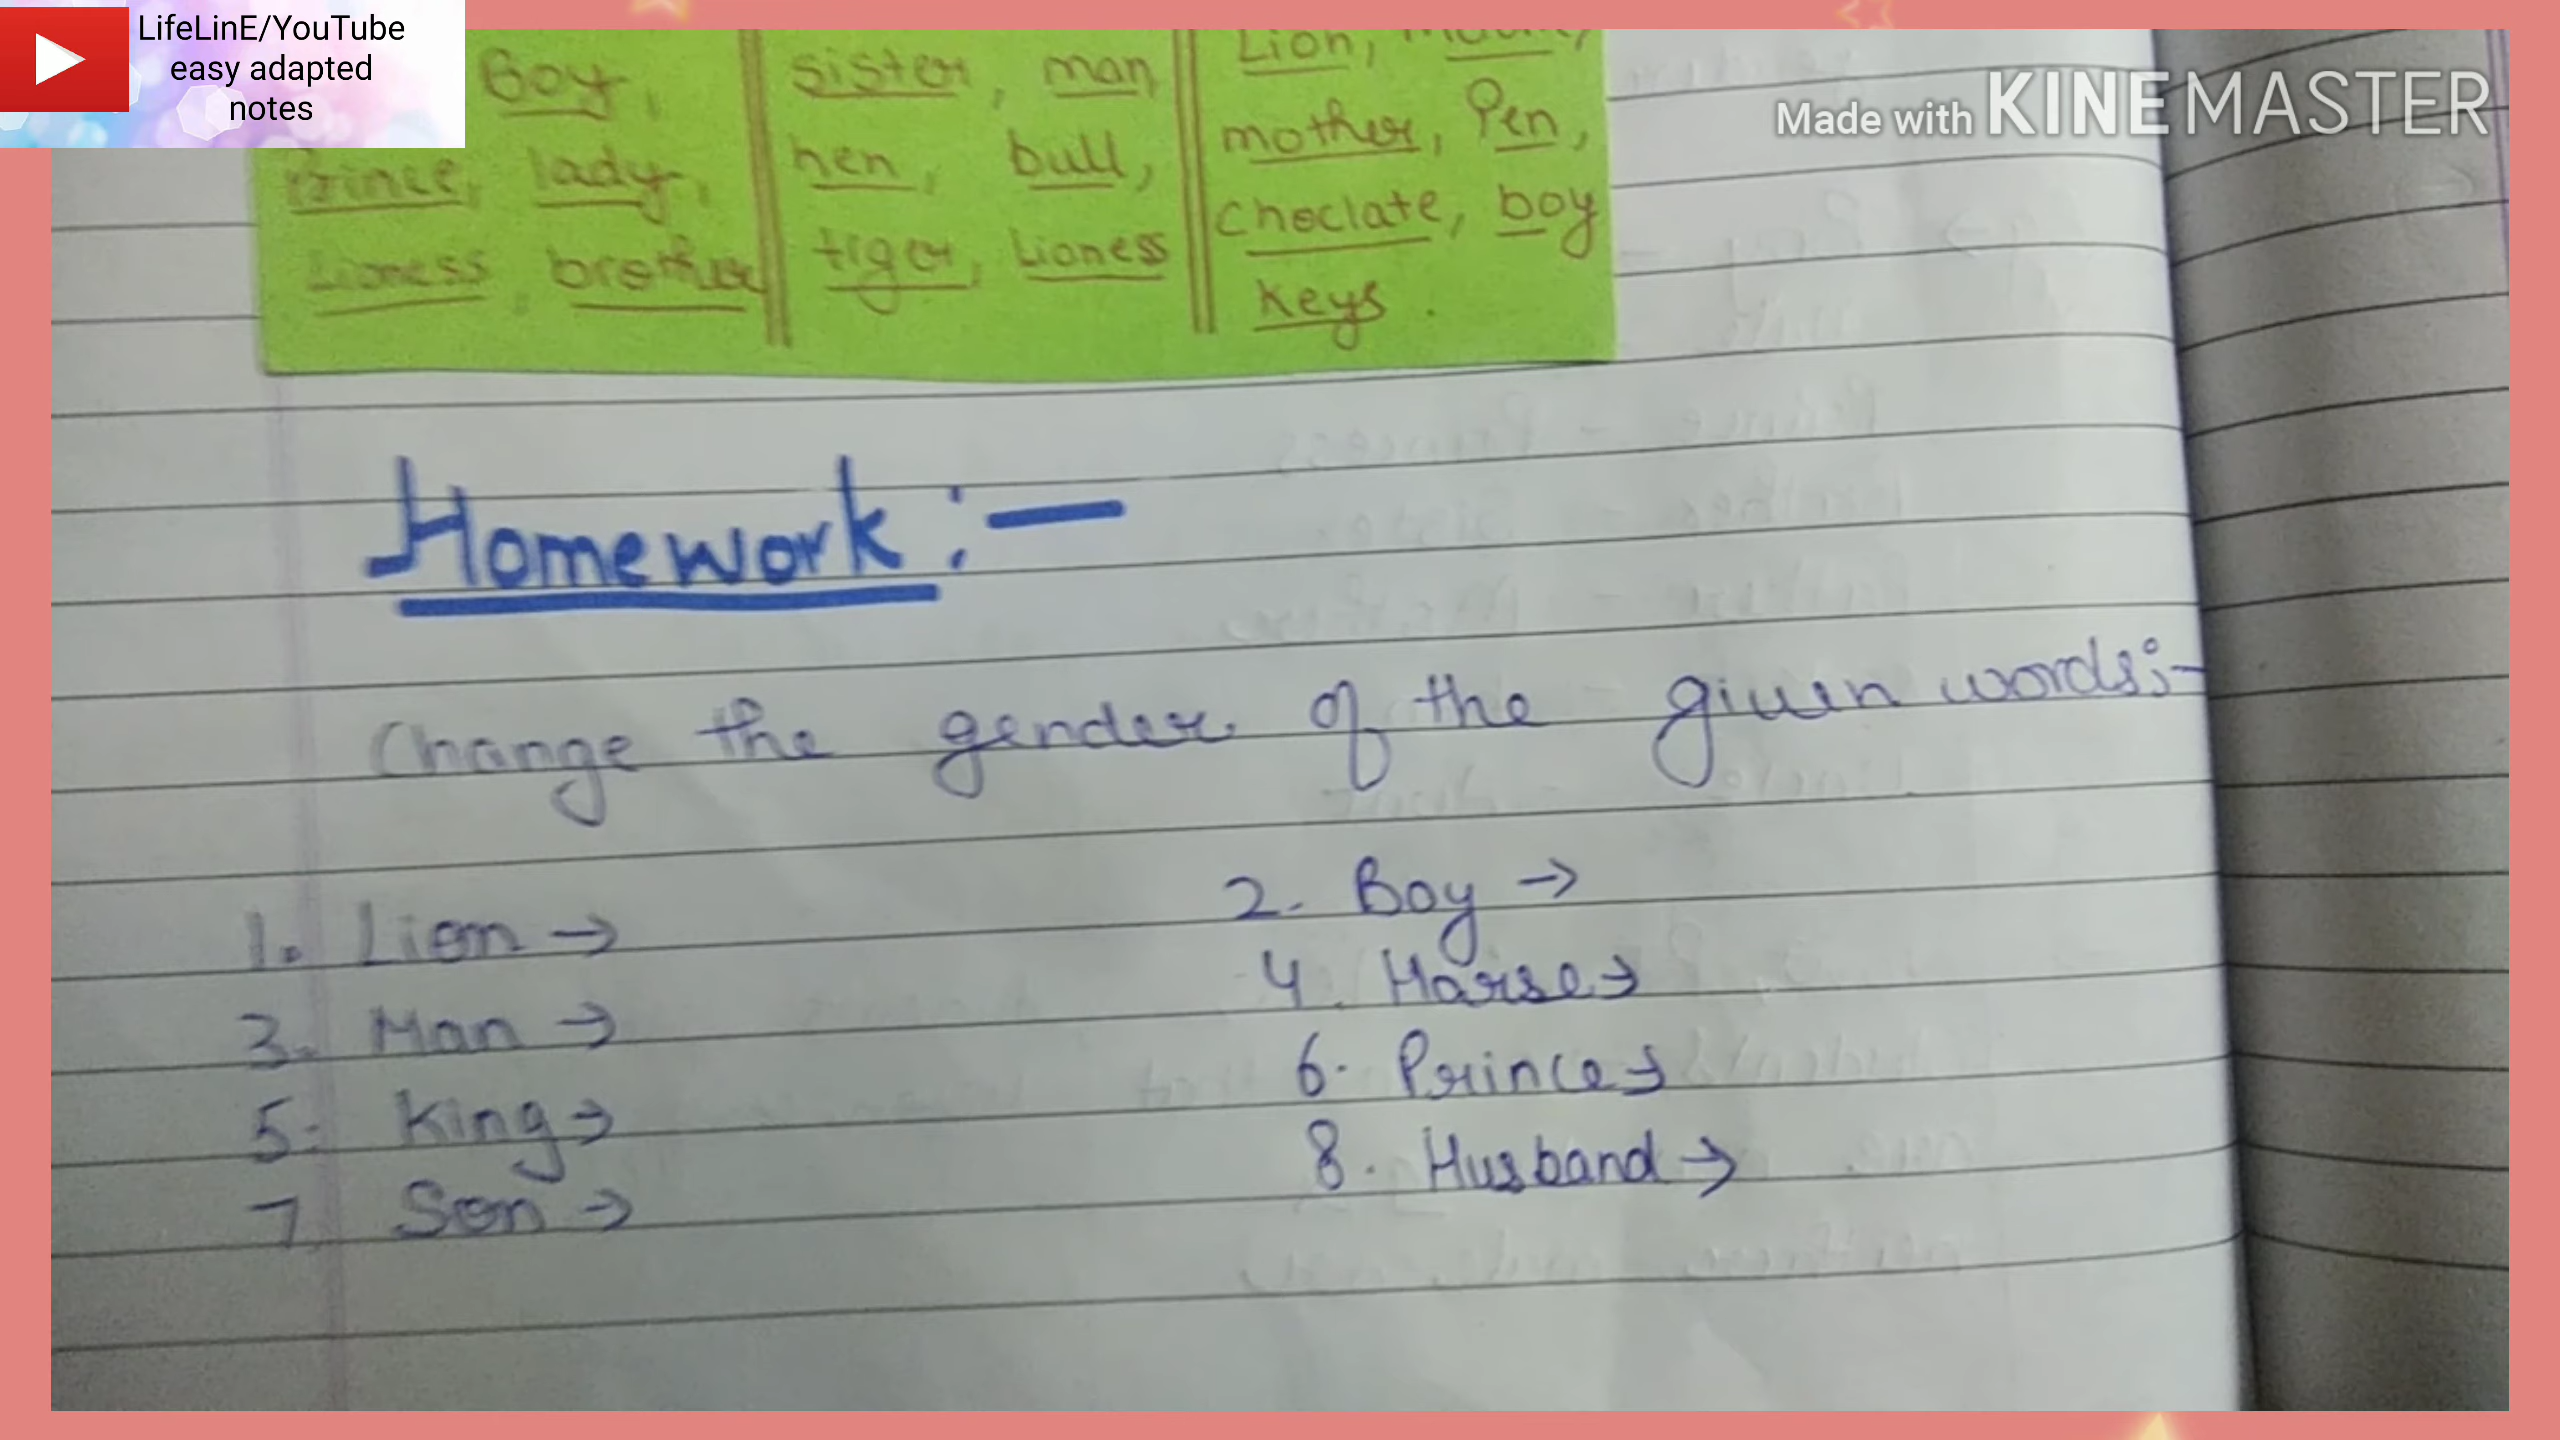 LifeLinE/YouTube
easy adapted
notes
Made with KINEMASTER
Boy,
Prince, lady,
Lioness, brother
sister, man
hen, bull,
tiger, Lioness
Lion,
mother, Pen,
Choclate, boy
Keys.
Homework :-
Change the gender of the given words:-
1. Lion →
2. Boy →
3. Man →
4. Horse →
5. King →
6. Prince →
7 Son →
8. Husband →